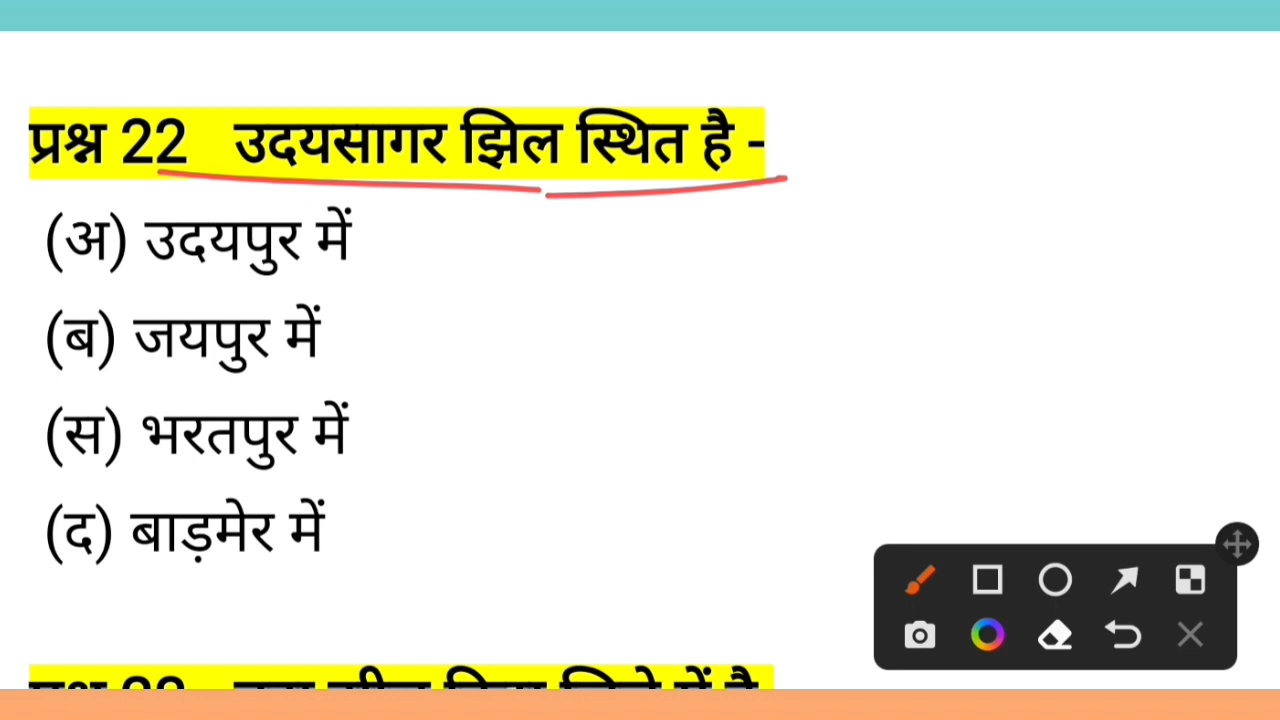 प्रश्न 22 उदयसागर झिल स्थित है -
(अ) उदयपुर में
(ब) जयपुर में
(स) भरतपुर में
(द) बाड़मेर में